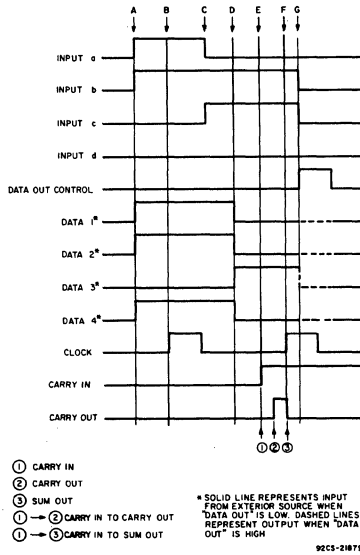 A B C D E F G
INPUT a
INPUT b
INPUT c
INPUT d
DATA OUT CONTROL
DATA 1*
DATA 2*
DATA 3*
DATA 4*
CLOCK
CARRY IN
CARRY OUT
① ② ③
① CARRY IN
② CARRY OUT
③ SUM OUT
① → ② CARRY IN TO CARRY OUT
① → ③ CARRY IN TO SUM OUT
* SOLID LINE REPRESENTS INPUT
FROM EXTERIOR SOURCE WHEN
"DATA OUT" IS LOW. DASHED LINES
REPRESENT OUTPUT WHEN "DATA
OUT" IS HIGH